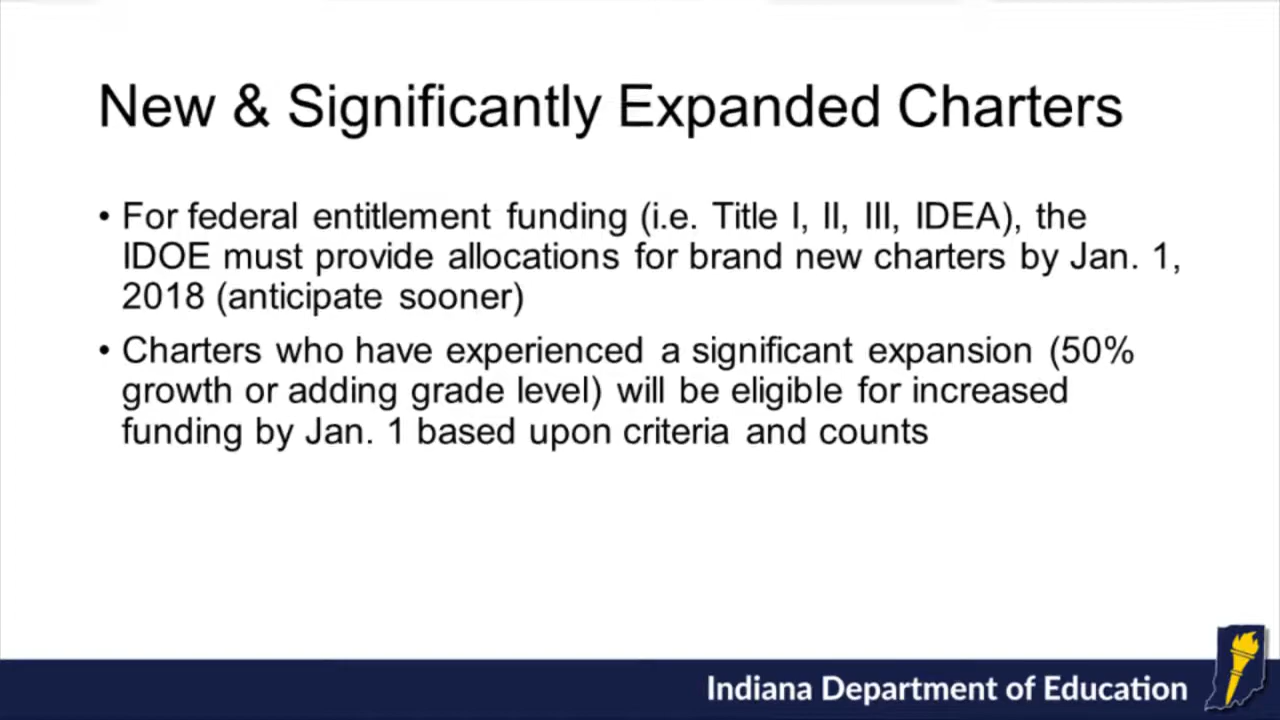 New & Significantly Expanded Charters
• For federal entitlement funding (i.e. Title I, II, III, IDEA), the
IDOE must provide allocations for brand new charters by Jan. 1,
2018 (anticipate sooner)
• Charters who have experienced a significant expansion (50%
growth or adding grade level) will be eligible for increased
funding by Jan. 1 based upon criteria and counts
Indiana Department of Education